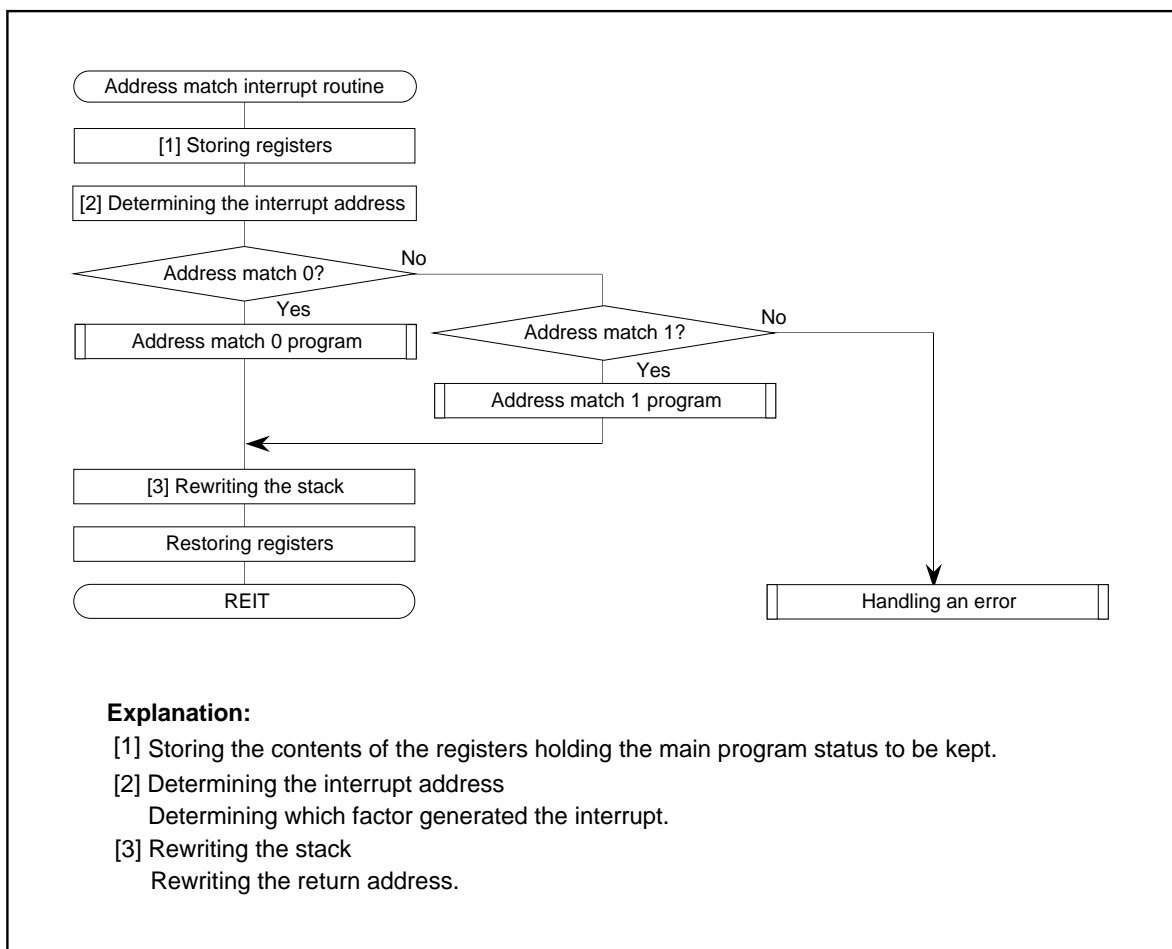 Address match interrupt routine
[1] Storing registers
[2] Determining the interrupt address
Address match 0?
No
Yes
Address match 0 program
Address match 1?
No
Yes
Address match 1 program
[3] Rewriting the stack
Restoring registers
REIT
Handling an error
Explanation:
[1] Storing the contents of the registers holding the main program status to be kept.
[2] Determining the interrupt address
Determining which factor generated the interrupt.
[3] Rewriting the stack
Rewriting the return address.